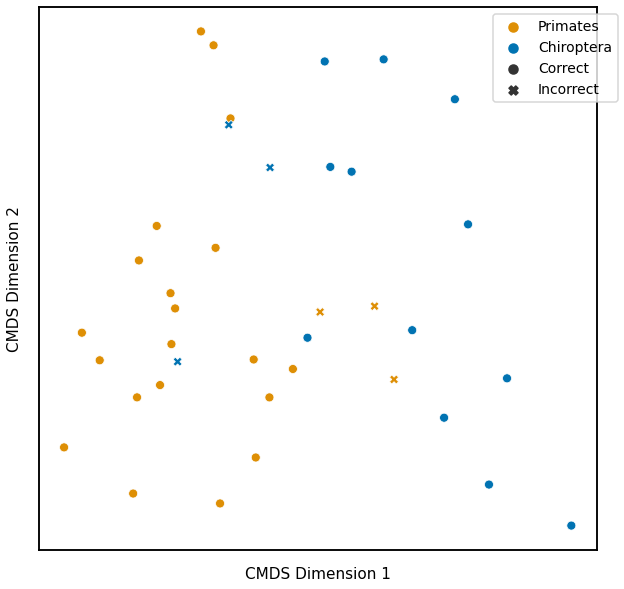 Primates
Chiroptera
Correct
Incorrect
CMDS Dimension 2
CMDS Dimension 1